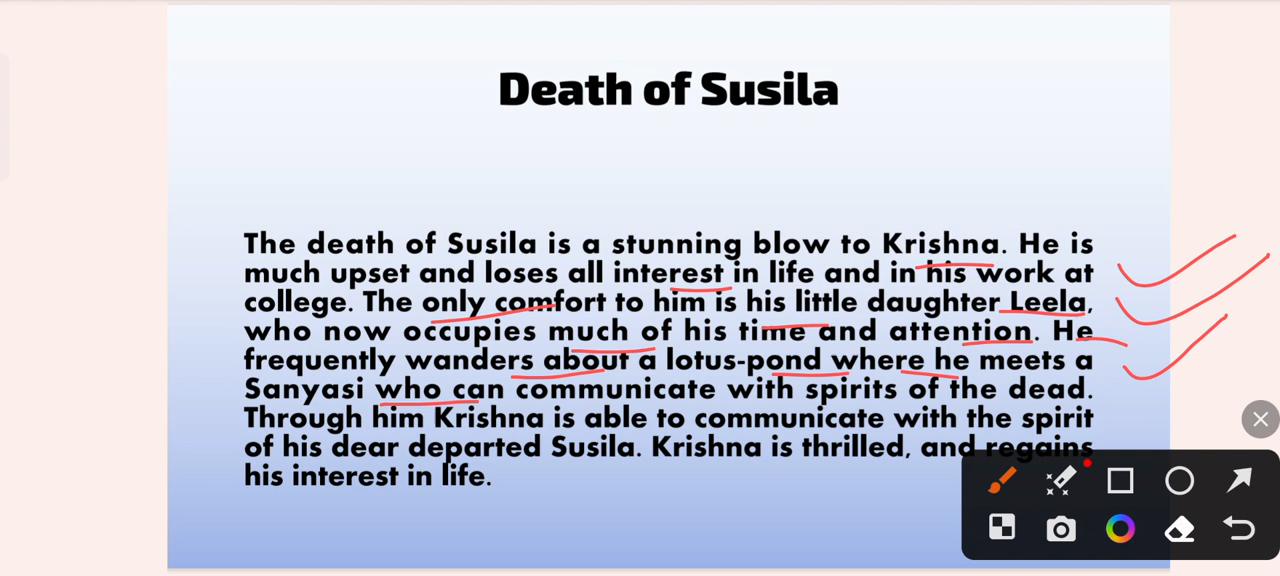 Death of Susila
The death of Susila is a stunning blow to Krishna. He is
much upset and loses all interest in life and in his work at
college. The only comfort to him is his little daughter Leela,
who now occupies much of his time and attention. He
frequently wanders about a lotus-pond where he meets a
Sanyasi who can communicate with spirits of the dead.
Through him Krishna is able to communicate with the spirit
of his dear departed Susila. Krishna is thrilled, and regains
his interest in life.